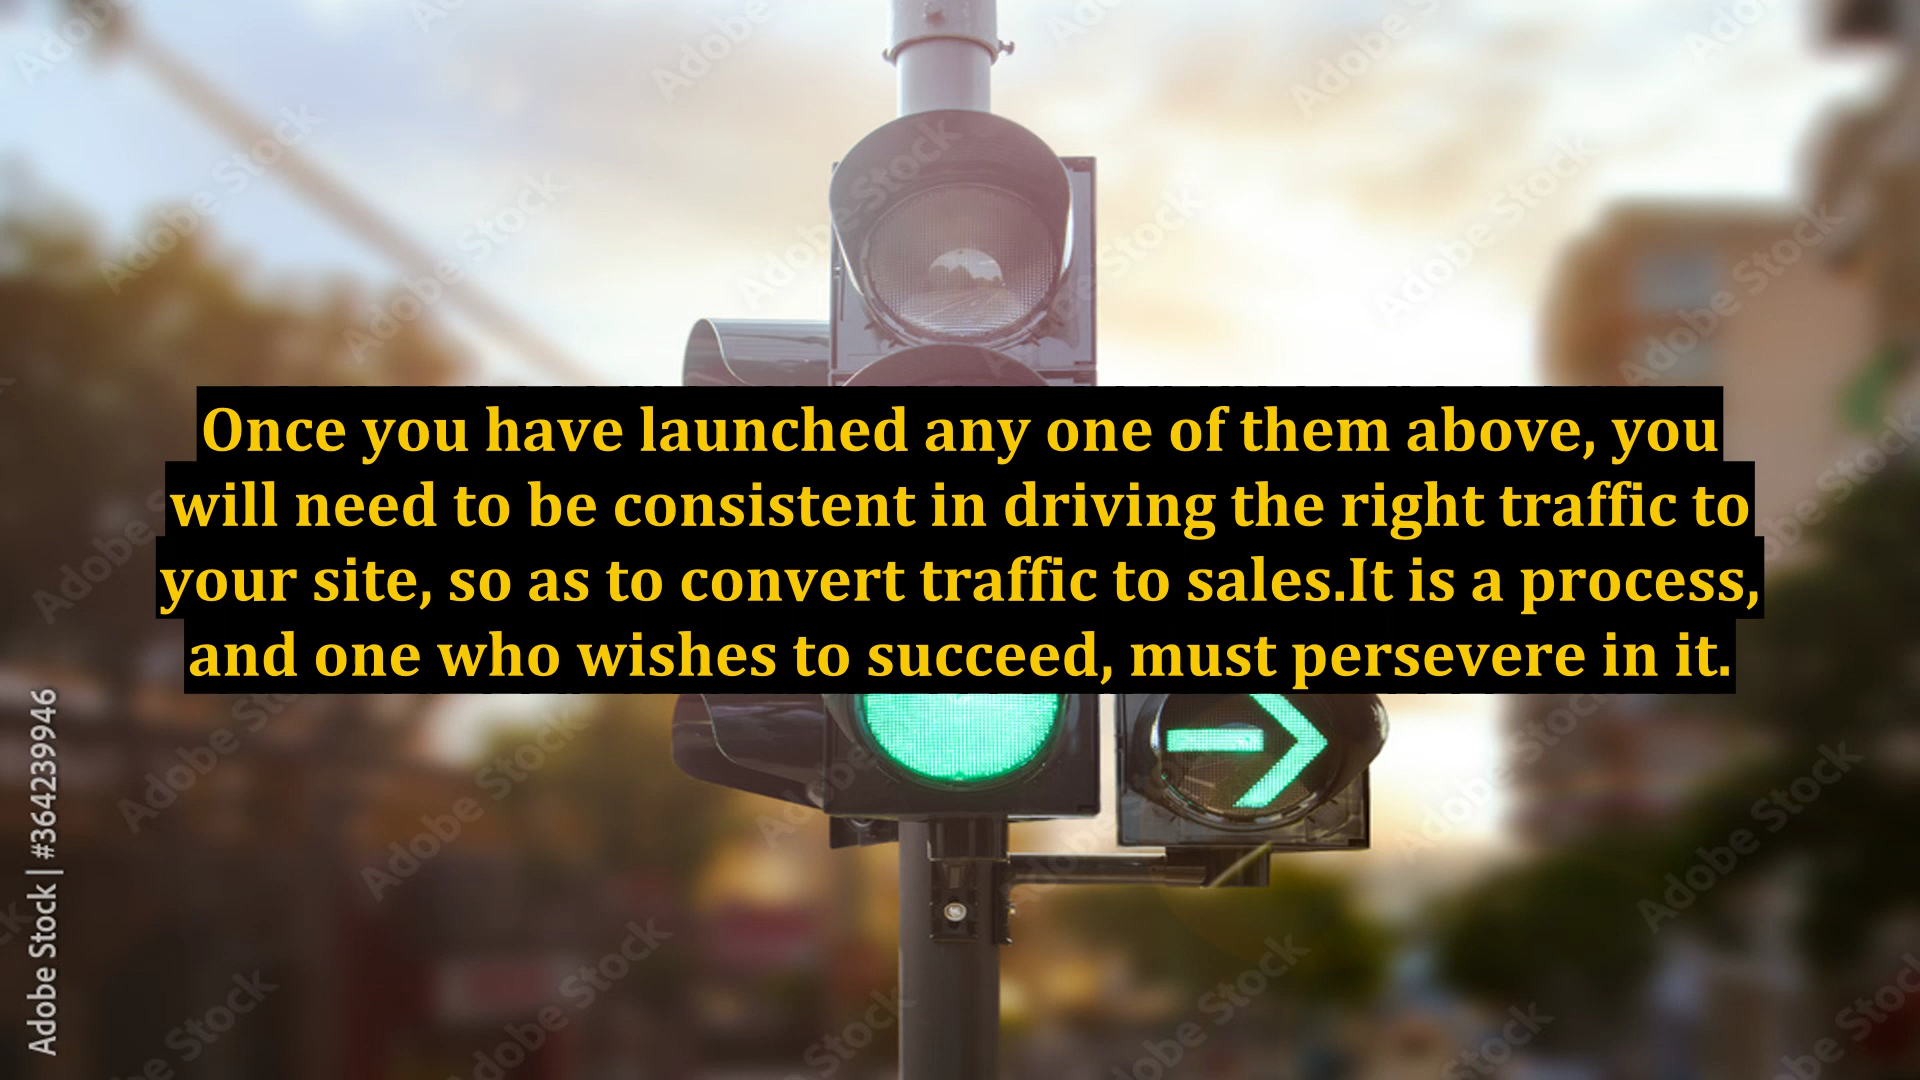 Once you have launched any one of them above, you
will need to be consistent in driving the right traffic to
your site, so as to convert traffic to sales.It is a process,
and one who wishes to succeed, must persevere in it.
Adobe Stock | #364239946
Adobe Stock